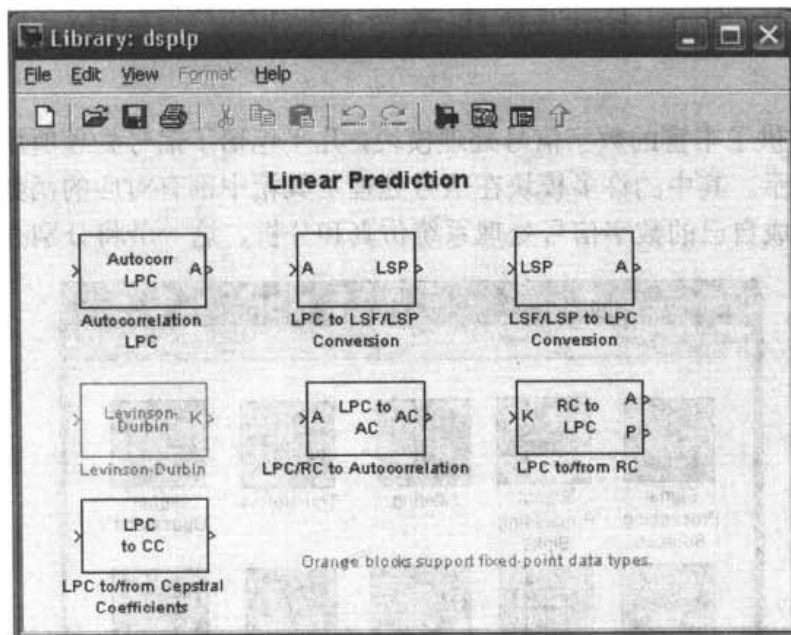 Library: dsplp
File Edit View Format Help
Linear Prediction
Autocorr
LPC
A
Autocorrelation
LPC
A
LSP
LPC to LSF/LSP
Conversion
LSP
A
LSF/LSP to LPC
Conversion
Levinson-
Durbin
K
Levinson-Durbin
A
LPC to
AC
AC
LPC/RC to Autocorrelation
K
RC to
LPC
A
P
LPC to/from RC
LPC
to CC
LPC to/from Cepstral
Coefficients
Orange blocks support fixed-point data types.